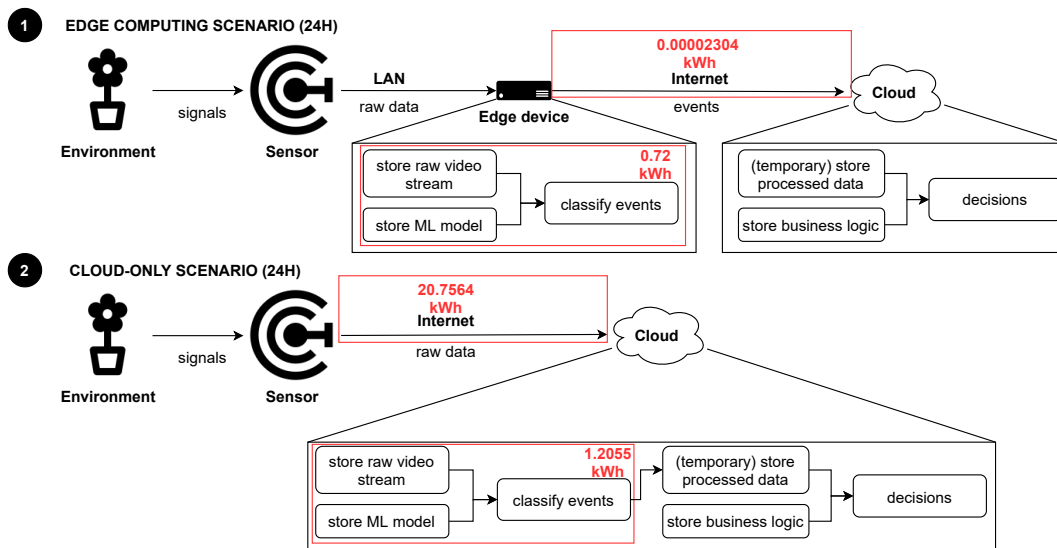 1 EDGE COMPUTING SCENARIO (24H)
0.00002304
kWh
LAN
Internet
Cloud
signals
raw data
events
Environment
Sensor
Edge device
store raw video
stream
0.72
kWh
classify events
store ML model
(temporary) store
processed data
decisions
store business logic
2 CLOUD-ONLY SCENARIO (24H)
20.7564
kWh
Internet
Cloud
signals
raw data
Environment
Sensor
store raw video
stream
1.2055
kWh
classify events
store ML model
(temporary) store
processed data
decisions
store business logic